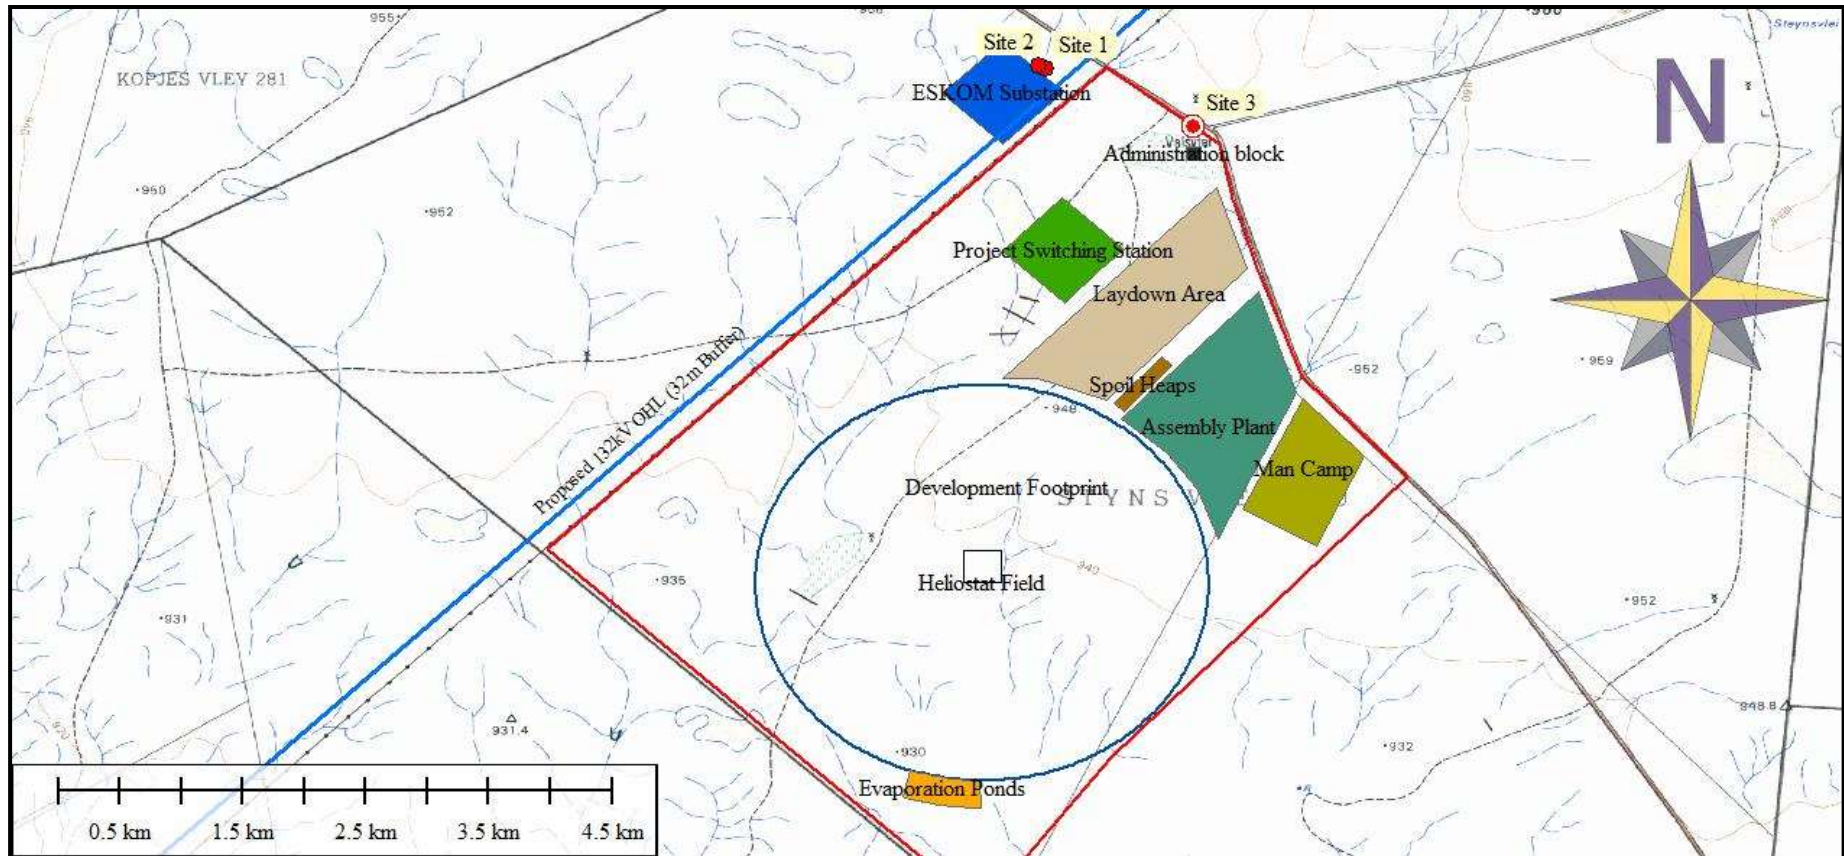 955
Steynsvlei
Site 2
Site 1
KOPJES VLEY 281
ESKOM Substation
Site 3
N
Administration block
950
952
Project Switching Station
Laydown Area
Proposed 132kV OHL (32m Buffer)
959
952
Spoil Heaps
948
Assembly Plant
Man Camp
Development Footprint
940
935
Heliostat Field
952
931
948.8
931.4
932
930
Evaporation Ponds
0.5 km
1.5 km
2.5 km
3.5 km
4.5 km